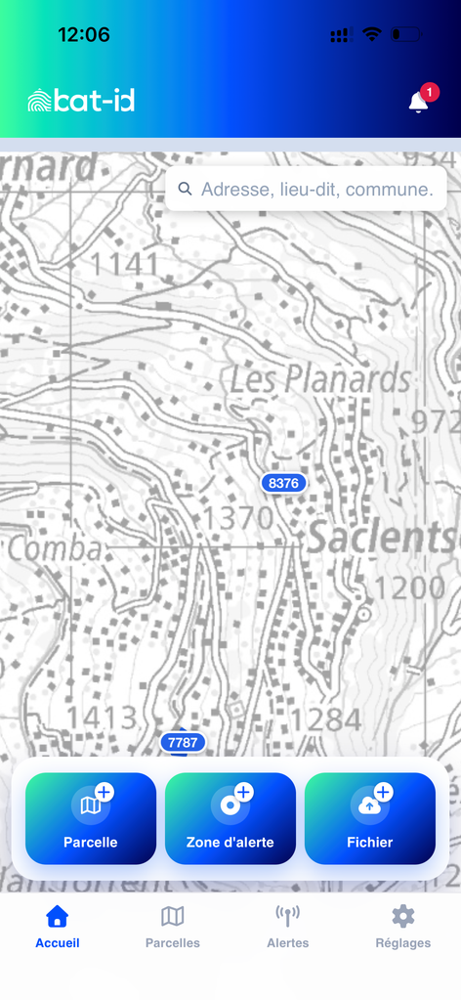 12:06
bat-id
1
rnard
934
Adresse, lieu-dit, commune.
1141
Les Planards
972
8376
1370
Saclents
Comba
1200
1413
1284
7787
Parcelle
Zone d'alerte
Fichier
Accueil
Parcelles
Alertes
Réglages